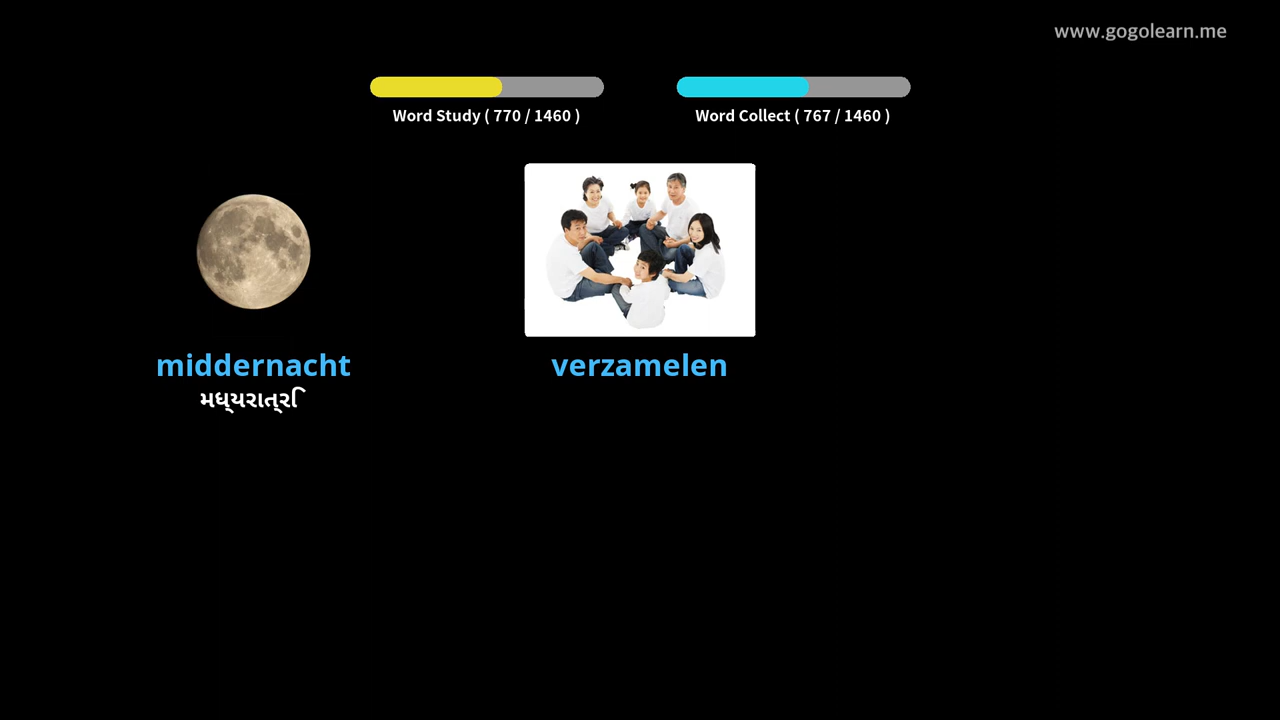 www.gogolearn.me
Word Study ( 770 / 1460 )
Word Collect ( 767 / 1460 )
middernacht
verzamelen
મધ્યરાત્રિ